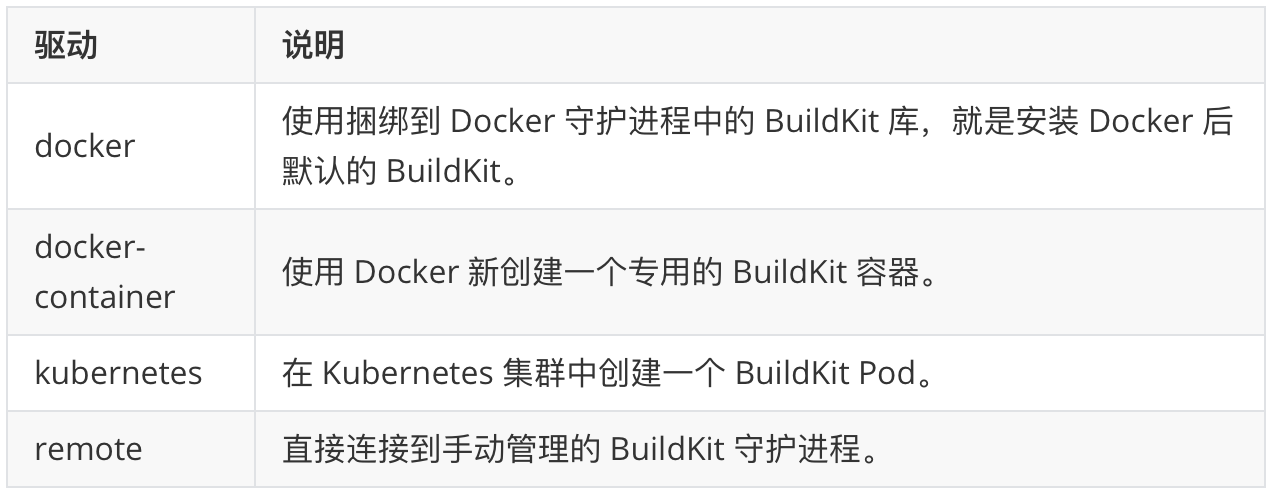 驱动
说明
docker
使用捆绑到 Docker 守护进程中的 BuildKit 库，就是安装 Docker 后
默认的 BuildKit。
docker-
container
使用 Docker 新创建一个专用的 BuildKit 容器。
kubernetes
在 Kubernetes 集群中创建一个 BuildKit Pod。
remote
直接连接到手动管理的 BuildKit 守护进程。